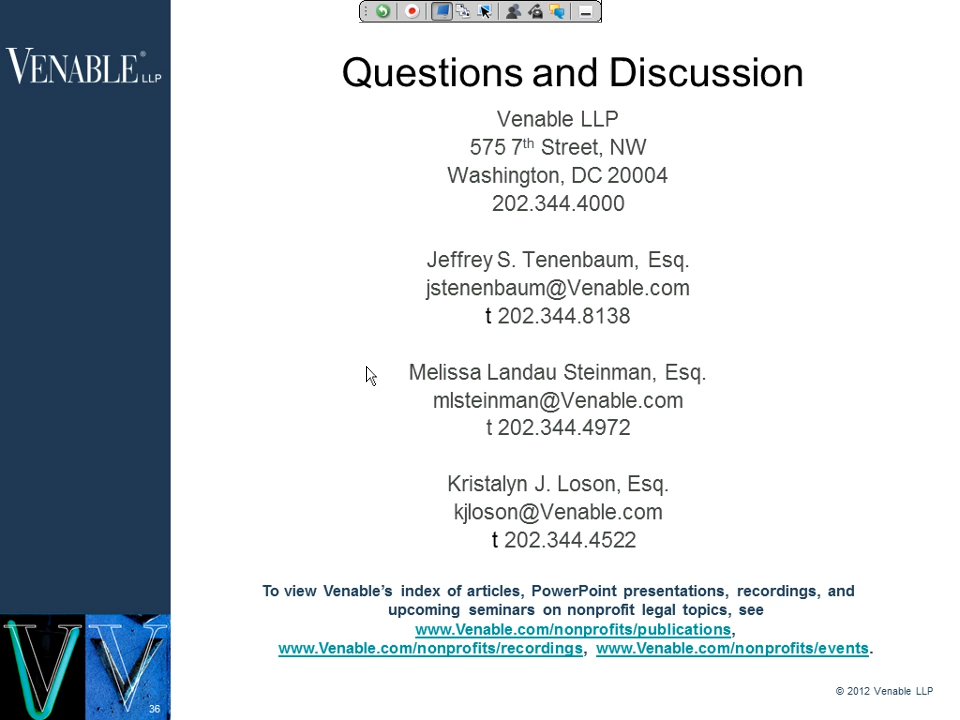 VENABLE® LLP
Questions and Discussion
Venable LLP
575 7th Street, NW
Washington, DC 20004
202.344.4000
Jeffrey S. Tenenbaum, Esq.
jstenenbaum@Venable.com
t 202.344.8138
Melissa Landau Steinman, Esq.
mlsteinman@Venable.com
t 202.344.4972
Kristalyn J. Loson, Esq.
kjloson@Venable.com
t 202.344.4522
To view Venable’s index of articles, PowerPoint presentations, recordings, and
upcoming seminars on nonprofit legal topics, see
www.Venable.com/nonprofits/publications,
www.Venable.com/nonprofits/recordings, www.Venable.com/nonprofits/events.
© 2012 Venable LLP
V V
36